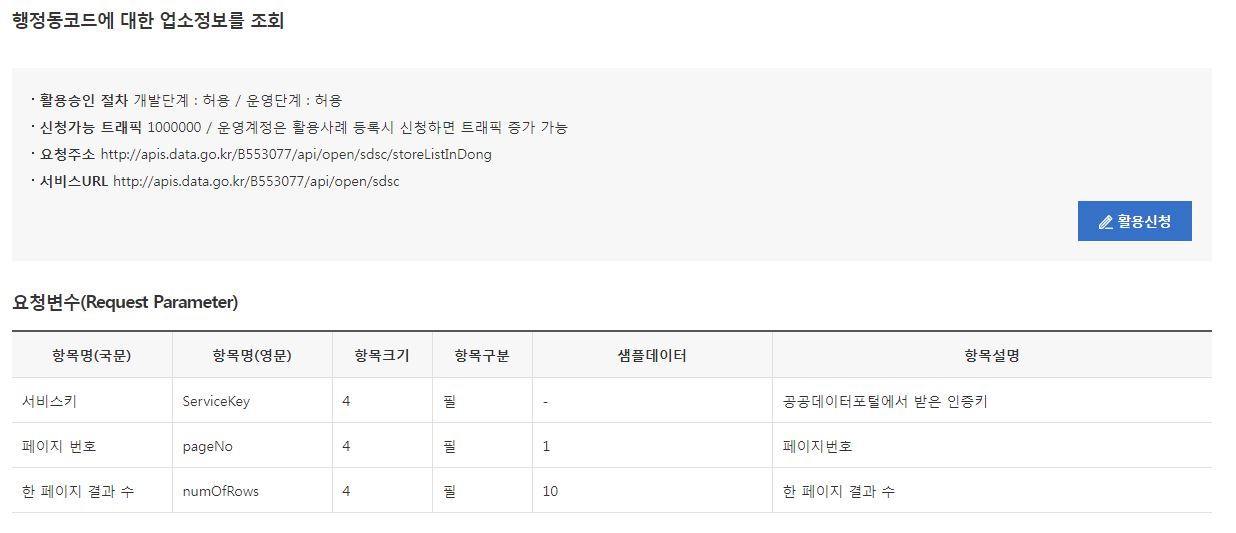 행정동코드에 대한 업소정보를 조회
· 활용승인 절차 개발단계 : 허용 / 운영단계 : 허용
· 신청가능 트래픽 1000000 / 운영계정은 활용사례 등록시 신청하면 트래픽 증가 가능
· 요청주소 http://apis.data.go.kr/B553077/api/open/sdsc/storeListInDong
· 서비스URL http://apis.data.go.kr/B553077/api/open/sdsc
활용신청
요청변수(Request Parameter)
항목명(국문) 항목명(영문) 항목크기 항목구분 샘플데이터 항목설명
서비스키 ServiceKey 4 필 - 공공데이터포털에서 받은 인증키
페이지 번호 pageNo 4 필 1 페이지번호
한 페이지 결과 수 numOfRows 4 필 10 한 페이지 결과 수